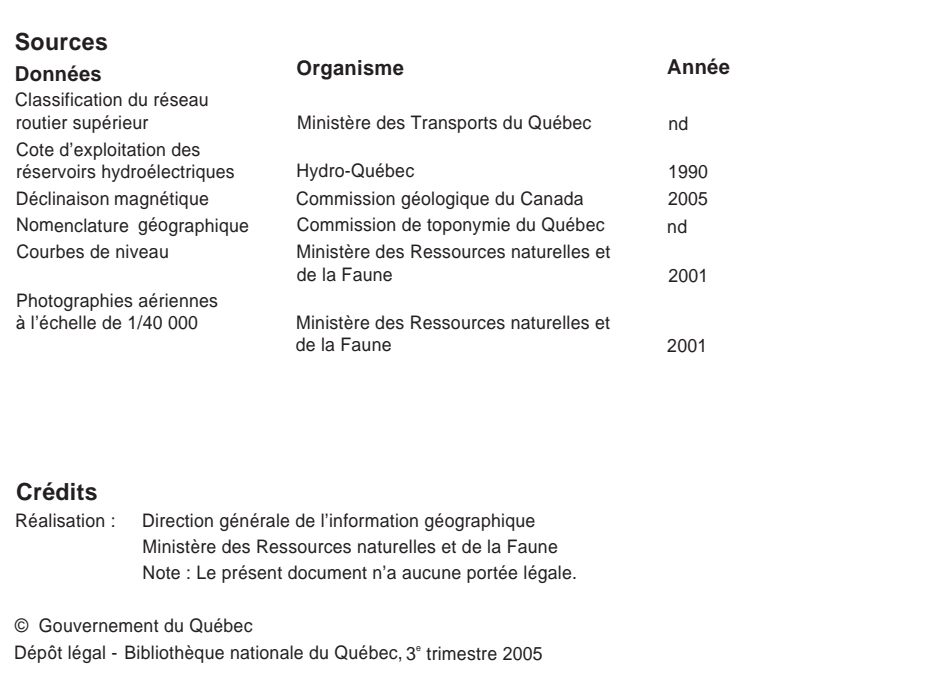 Sources
Données Organisme Année
Classification du réseau
routier supérieur Ministère des Transports du Québec nd
Cote d’exploitation des
réservoirs hydroélectriques Hydro-Québec 1990
Déclinaison magnétique Commission géologique du Canada 2005
Nomenclature géographique Commission de toponymie du Québec nd
Courbes de niveau Ministère des Ressources naturelles et
de la Faune 2001
Photographies aériennes
à l’échelle de 1/40 000 Ministère des Ressources naturelles et
de la Faune 2001
Crédits
Réalisation : Direction générale de l’information géographique
Ministère des Ressources naturelles et de la Faune
Note : Le présent document n’a aucune portée légale.
© Gouvernement du Québec
Dépôt légal - Bibliothèque nationale du Québec, 3e trimestre 2005